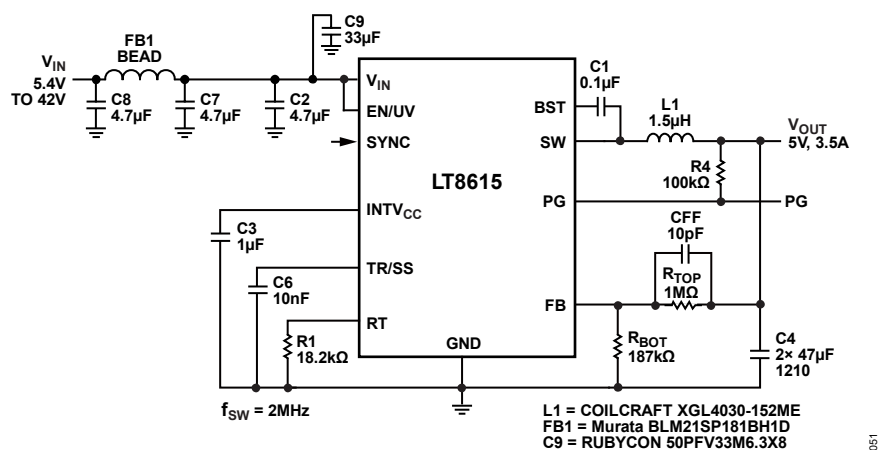 C9
33µF
FB1
BEAD
V_IN
5.4V
TO 42V
C8
4.7µF
C7
4.7µF
C2
4.7µF
V_IN
EN/UV
SYNC
INTV_CC
TR/SS
RT
LT8615
GND
BST
SW
PG
FB
C1
0.1µF
L1
1.5µH
V_OUT
5V, 3.5A
R4
100kΩ
PG
CFF
10pF
R_TOP
1MΩ
R_BOT
187kΩ
C4
2× 47µF
1210
C3
1µF
C6
10nF
R1
18.2kΩ
f_SW = 2MHz
L1 = COILCRAFT XGL4030-152ME
FB1 = Murata BLM21SP181BH1D
C9 = RUBYCON 50PFV33M6.3X8
051